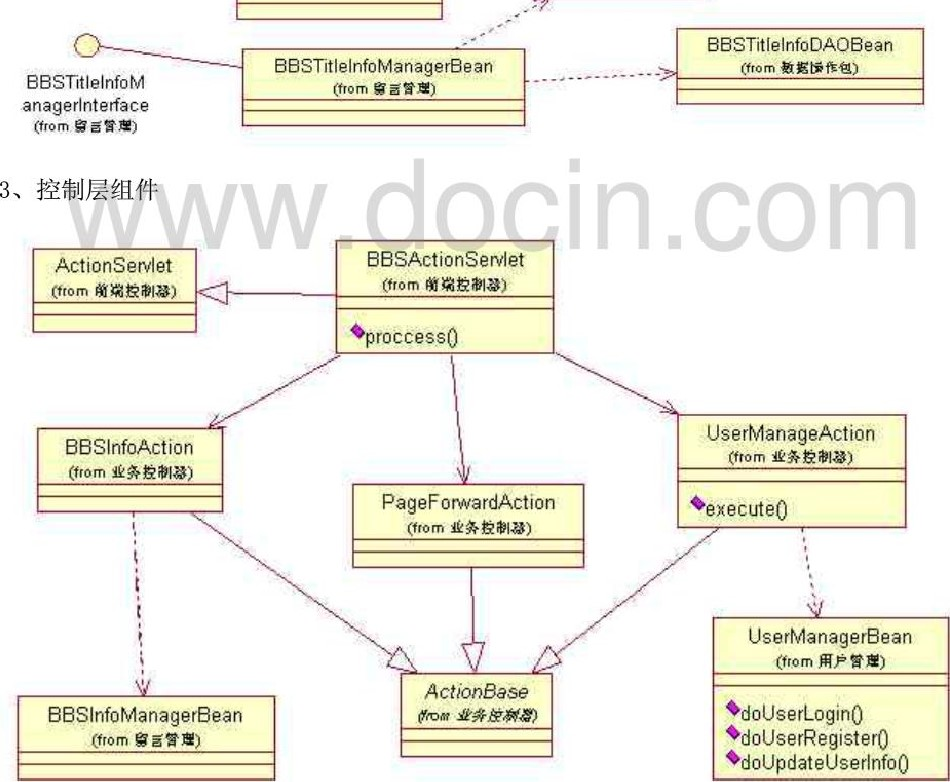 BBSTitleInfoManagerBean
(from 留言管理)
BBSTitleInfoDAOBean
(from 数据操作包)
BBSTitleInfoM
anagerInterface
(from 留言管理)
3、控制层组件
www.docin.com
ActionServlet
(from 前端控制器)
BBSActionServlet
(from 前端控制器)
proccess()
BBSInfoAction
(from 业务控制器)
PageForwardAction
(from 业务控制器)
UserManageAction
(from 业务控制器)
execute()
BBSInfoManagerBean
(from 留言管理)
ActionBase
(from 业务控制器)
UserManagerBean
(from 用户管理)
doUserLogin()
doUserRegister()
doUpdateUserInfo()